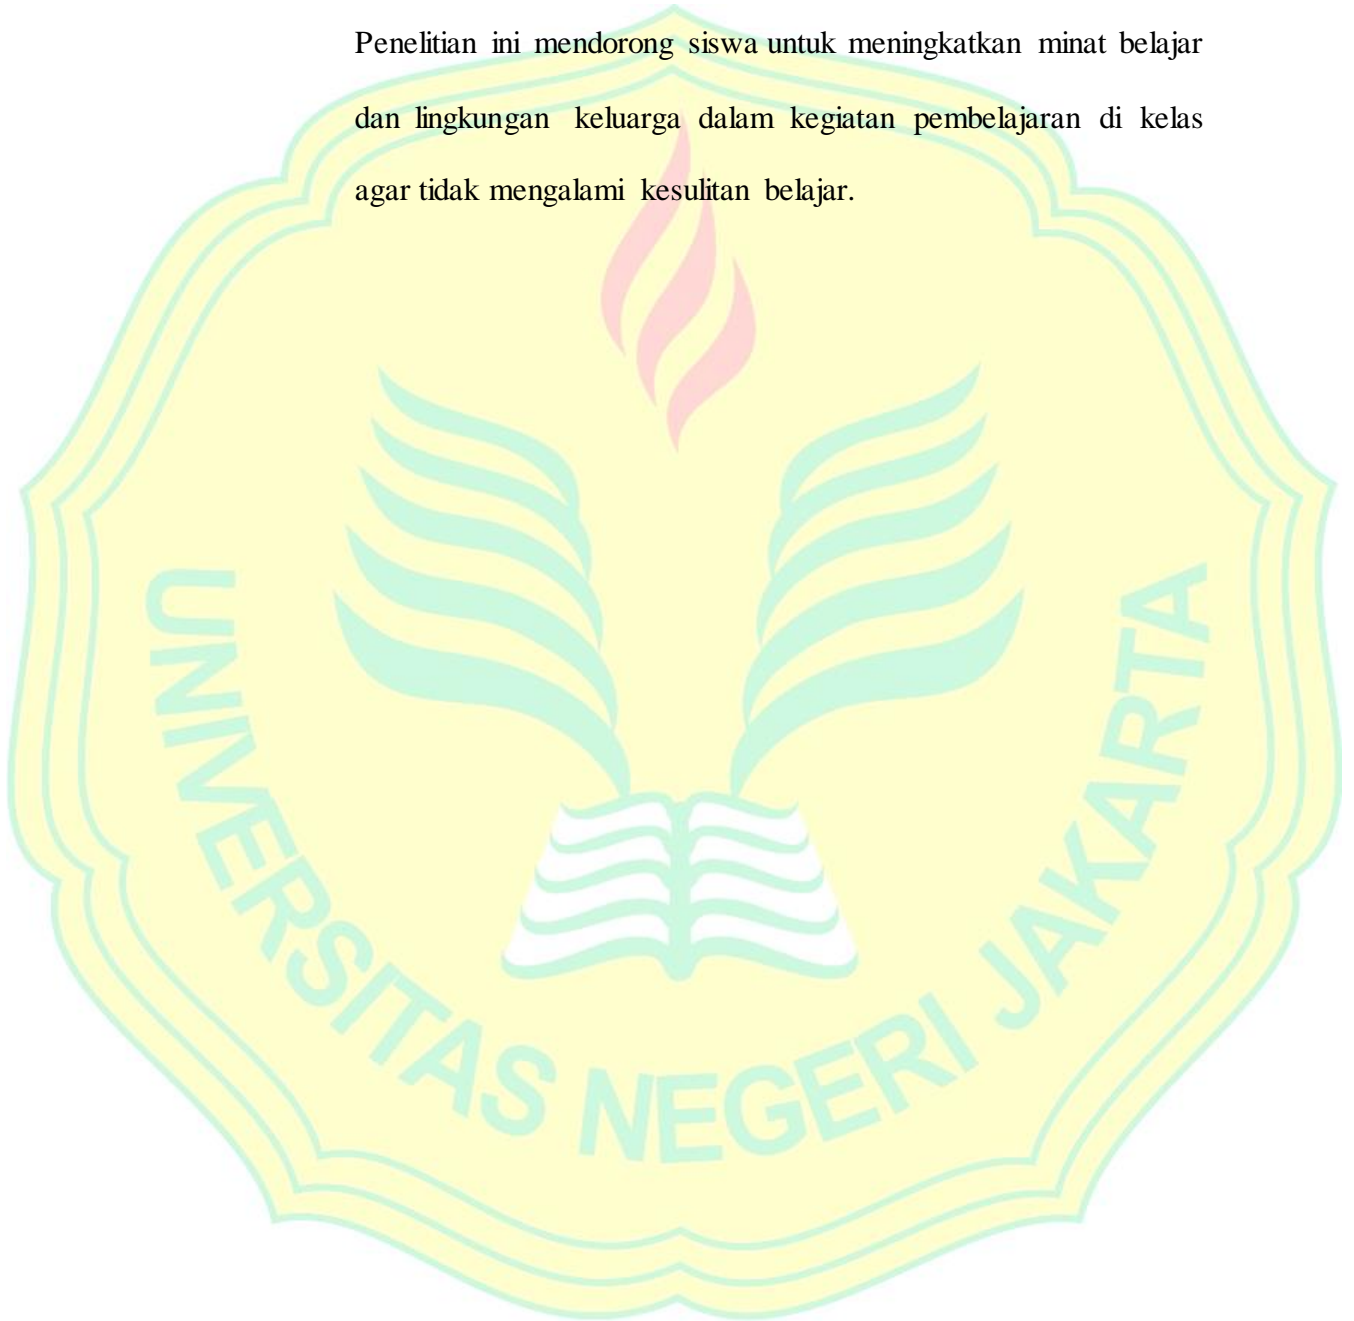 Penelitian ini mendorong siswa untuk meningkatkan minat belajar
dan lingkungan keluarga dalam kegiatan pembelajaran di kelas
agar tidak mengalami kesulitan belajar.
UNIVERSITAS NEGERI JAKARTA